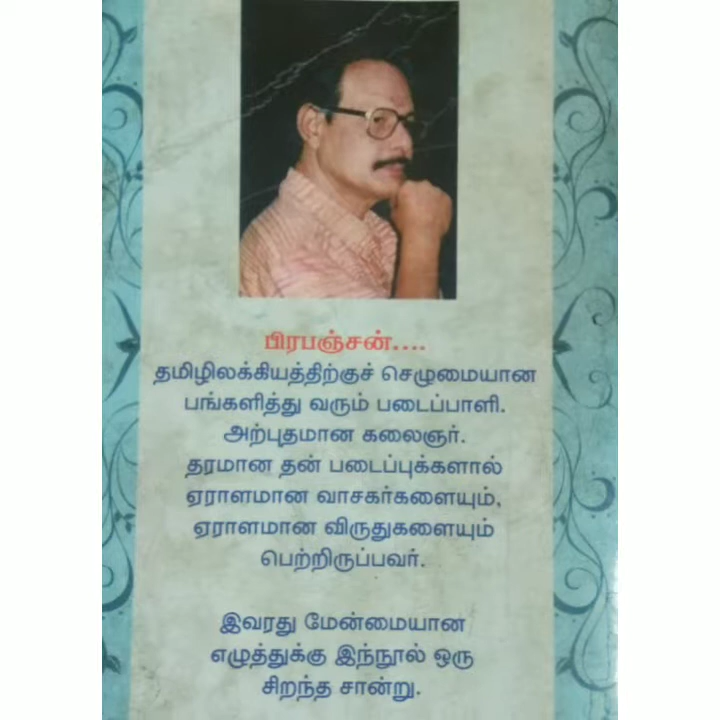 பிரபஞ்சன்....
தமிழிலக்கியத்திற்குச் செழுமையான
பங்களித்து வரும் படைப்பாளி.
அற்புதமான கலைஞர்.
தரமான தன் படைப்புக்களால்
ஏராளமான வாசகர்களையும்,
ஏராளமான விருதுகளையும்
பெற்றிருப்பவர்.
இவரது மேன்மையான
எழுத்துக்கு இந்நூல் ஒரு
சிறந்த சான்று.